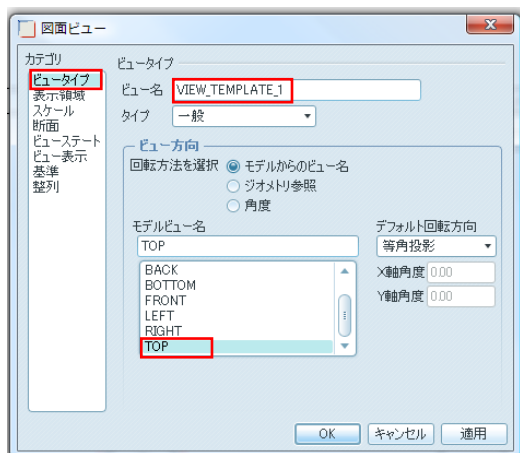 図面ビュー
カテゴリ
ビュータイプ
表示領域
スケール
断面
ビューステート
ビュー表示
基準
整列
ビュータイプ
ビュー名 VIEW_TEMPLATE_1
タイプ 一般
ビュー方向
回転方法を選択 モデルからのビュー名
ジオメトリ参照
角度
モデルビュー名
TOP
BACK
BOTTOM
FRONT
LEFT
RIGHT
TOP
デフォルト回転方向
等角投影
X軸角度 0.00
Y軸角度 0.00
OK キャンセル 適用